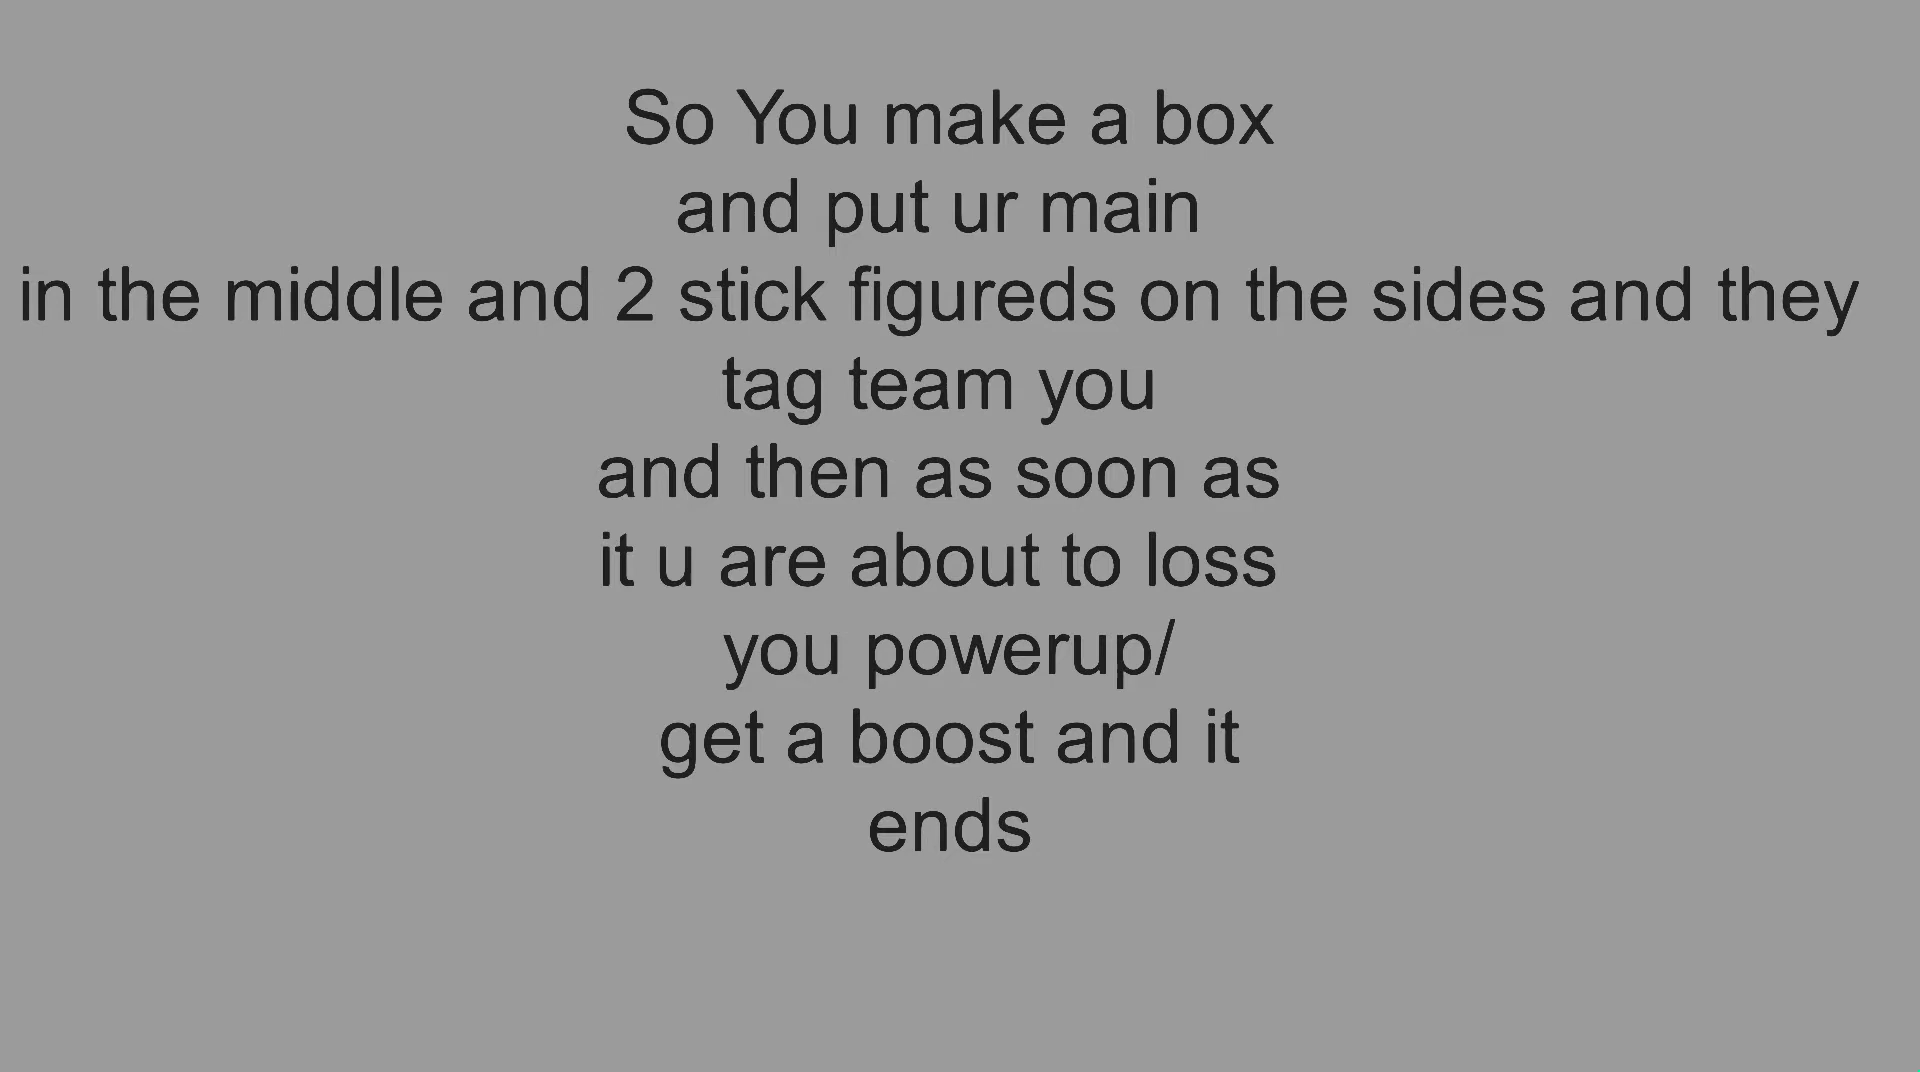 So You make a box
and put ur main
in the middle and 2 stick figureds on the sides and they
tag team you
and then as soon as
it u are about to loss
you powerup/
get a boost and it
ends